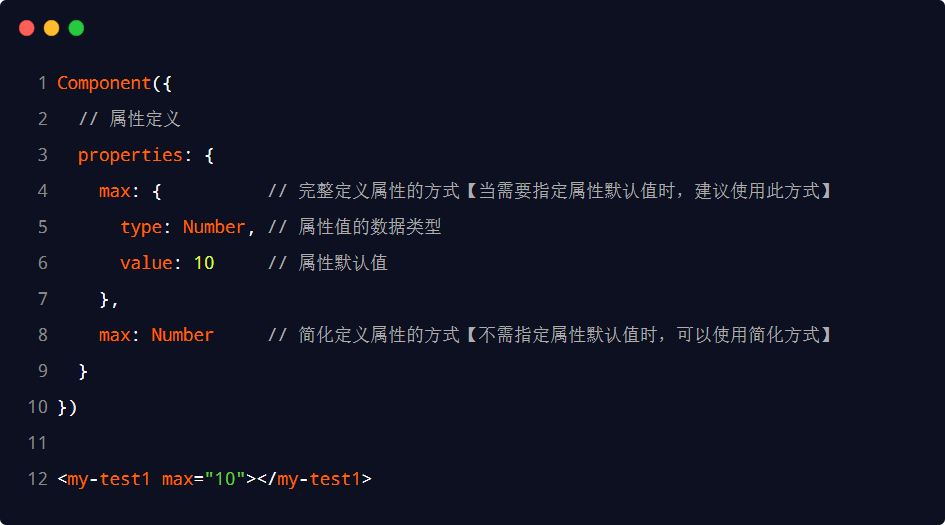 1 Component({
2   // 属性定义
3   properties: {
4     max: {          // 完整定义属性的方式【当需要指定属性默认值时，建议使用此方式】
5       type: Number, // 属性值的数据类型
6       value: 10     // 属性默认值
7     },
8     max: Number     // 简化定义属性的方式【不需指定属性默认值时，可以使用简化方式】
9   }
10 })
11
12 <my-test1 max="10"></my-test1>